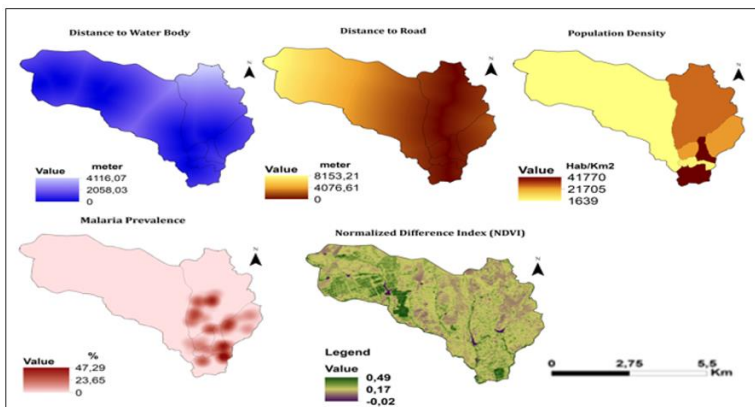 Distance to Water Body
N
Value meter
4116,07
2058,03
0
Distance to Road
N
Value meter
8153,21
4076,61
0
Population Density
N
Value Hab/Km2
41770
21705
1639
Malaria Prevalence
N
Value %
47,29
23,65
0
Normalized Difference Index (NDVI)
N
Legend
Value
0,49
0,17
-0,02
0 2,75 5,5
Km